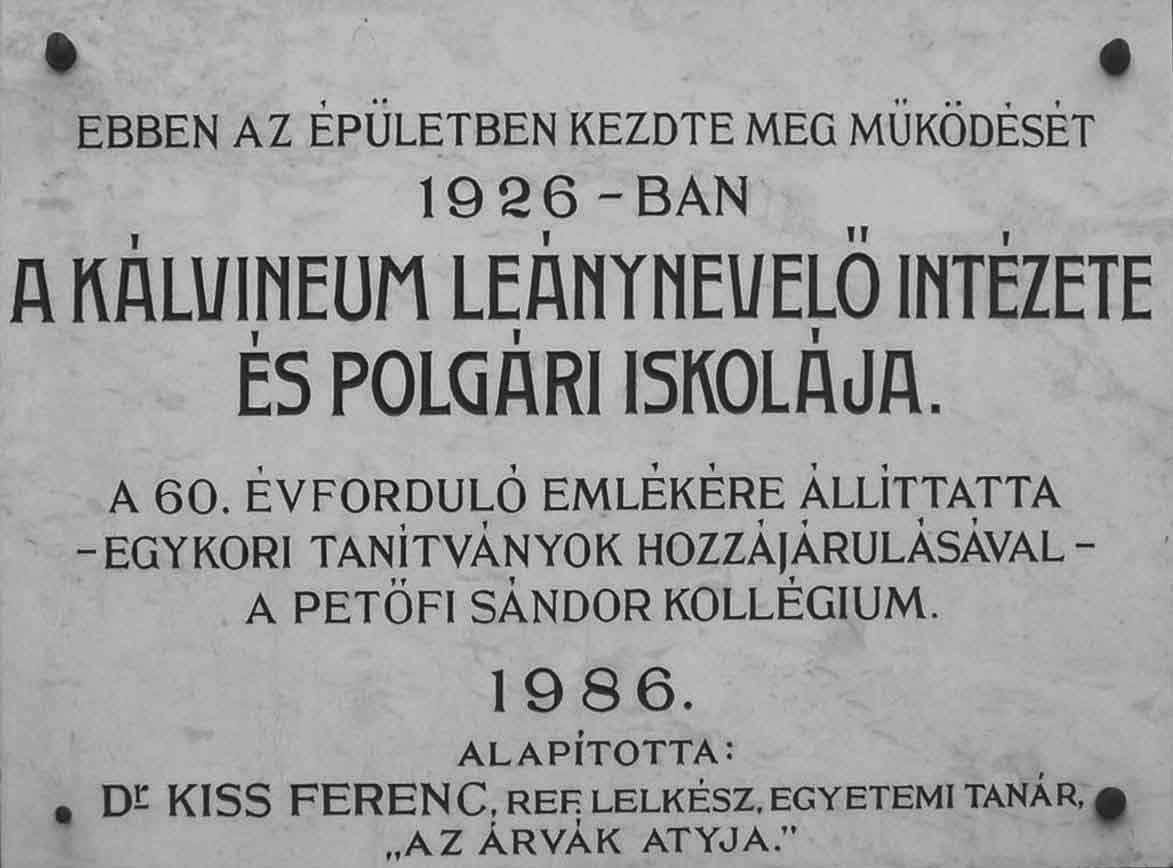 EBBEN AZ ÉPÜLETBEN KEZDTE MEG MŰKÖDÉSÉT
1926-BAN
A KÁLVINEUM LEÁNYNEVELŐ INTÉZETE
ÉS POLGÁRI ISKOLÁJA.
A 60. ÉVFORDULÓ EMLÉKÉRE ÁLLÍTTATTA
-EGYKORI TANÍTVÁNYOK HOZZÁJÁRULÁSÁVAL-
A PETŐFI SÁNDOR KOLLÉGIUM.
1986.
ALAPÍTOTTA:
Dr KISS FERENC, REF. LELKÉSZ, EGYETEMI TANÁR,
„AZ ÁRVÁK ATYJA.”